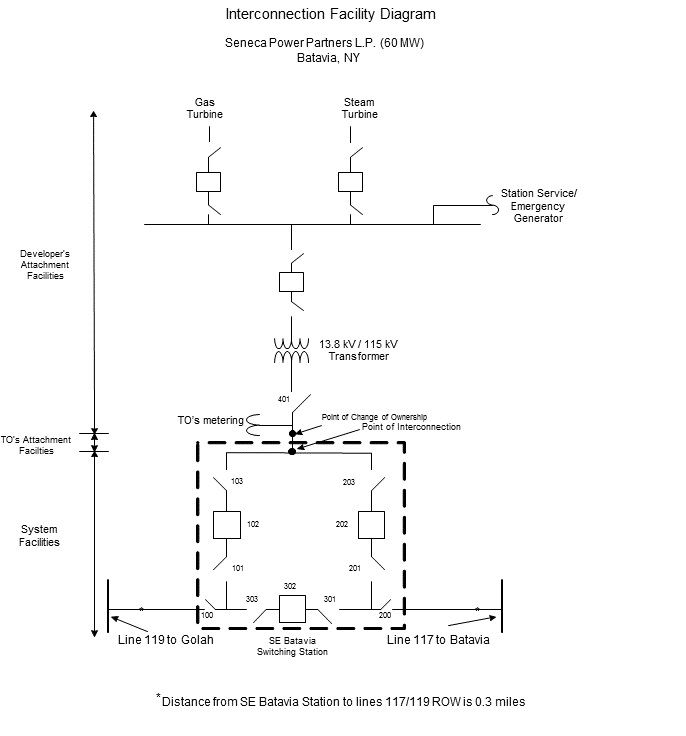 Interconnection Facility Diagram
Seneca Power Partners L.P. (60 MW)
Batavia, NY
Gas
Turbine
Steam
Turbine
Station Service/
Emergency
Generator
Developer's
Attachment
Facilities
13.8 kV / 115 kV
Transformer
401
TO's metering
Point of Change of Ownership
Point of Interconnection
TO's Attachment
Facilties
103
203
102
202
System
Facilities
101
201
302
303
301
100
200
Line 119 to Golah
SE Batavia
Switching Station
Line 117 to Batavia
*Distance from SE Batavia Station to lines 117/119 ROW is 0.3 miles